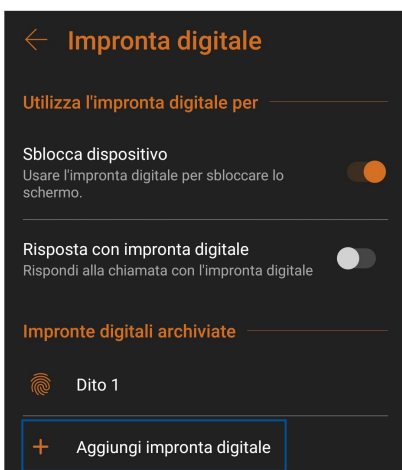 Impronta digitale
Utilizza l'impronta digitale per
Sblocca dispositivo
Usare l'impronta digitale per sbloccare lo
schermo.
Risposta con impronta digitale
Rispondi alla chiamata con l'impronta digitale
Impronte digitali archiviate
Dito 1
Aggiungi impronta digitale